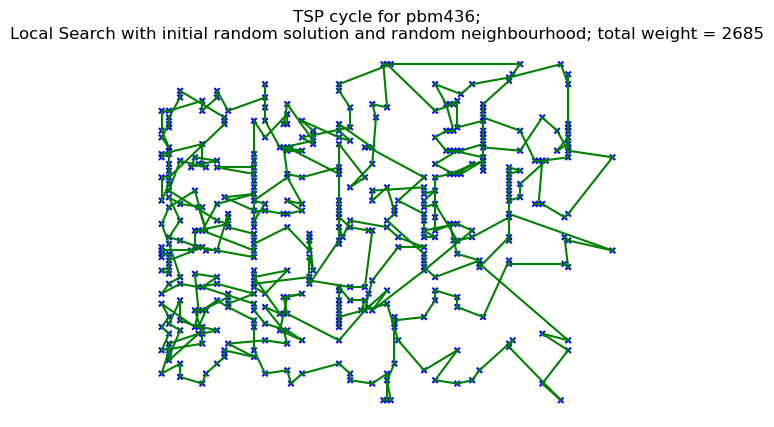 TSP cycle for pbm436;
Local Search with initial random solution and random neighbourhood; total weight = 2685